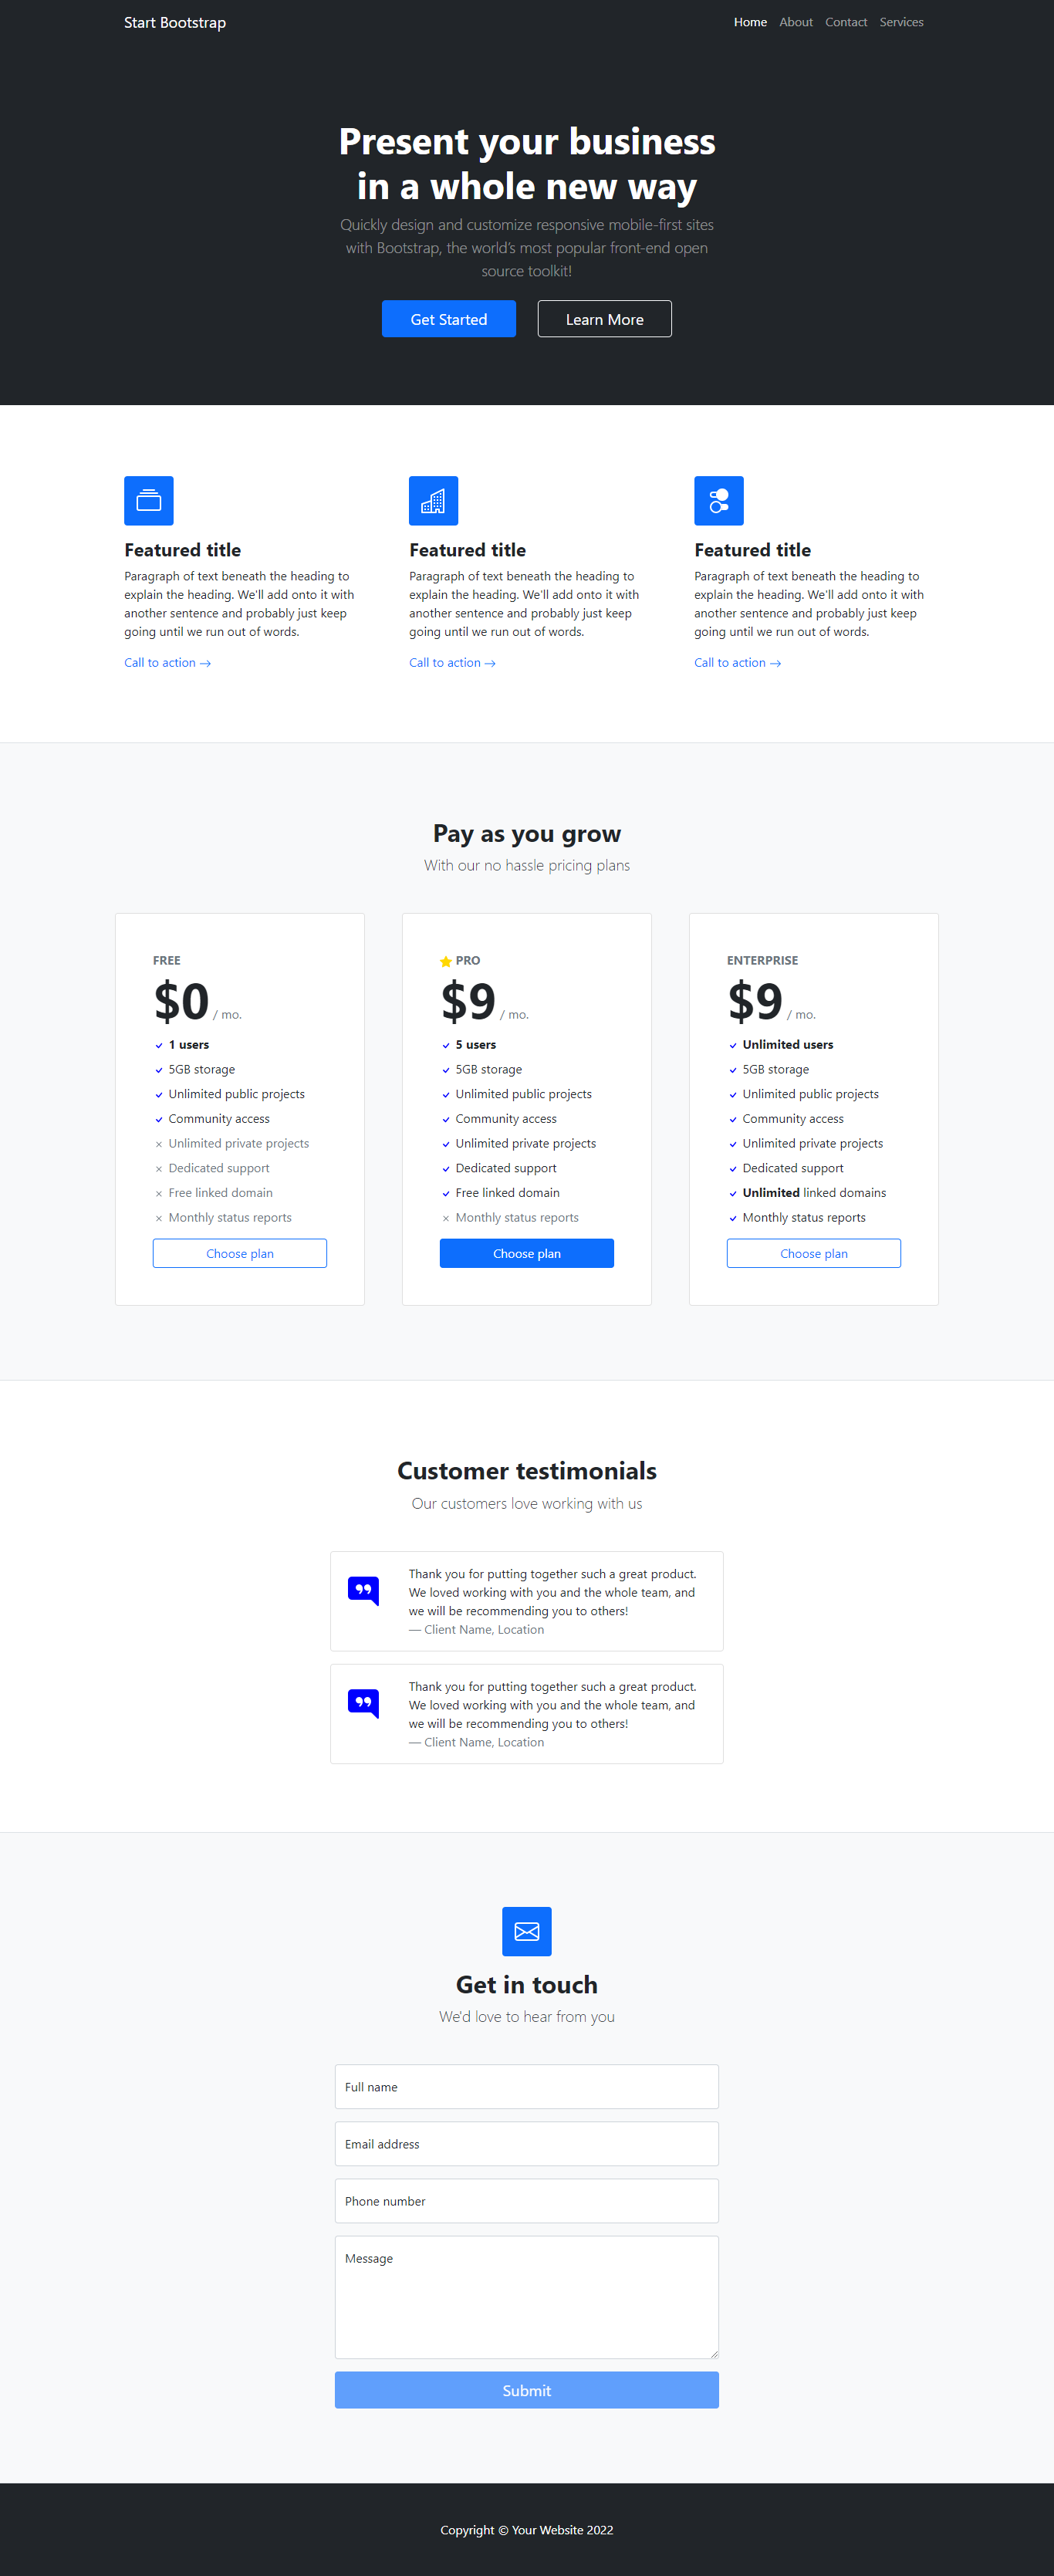 Start Bootstrap
Home About Contact Services
Present your business
in a whole new way
Quickly design and customize responsive mobile-first sites
with Bootstrap, the world's most popular front-end open
source toolkit!
Get Started
Learn More
Featured title
Paragraph of text beneath the heading to
explain the heading. We'll add onto it with
another sentence and probably just keep
going until we run out of words.
Call to action →
Featured title
Paragraph of text beneath the heading to
explain the heading. We'll add onto it with
another sentence and probably just keep
going until we run out of words.
Call to action →
Featured title
Paragraph of text beneath the heading to
explain the heading. We'll add onto it with
another sentence and probably just keep
going until we run out of words.
Call to action →
Pay as you grow
With our no hassle pricing plans
FREE
$0 / mo.
1 users
5GB storage
Unlimited public projects
Community access
Unlimited private projects
Dedicated support
Free linked domain
Monthly status reports
Choose plan
PRO
$9 / mo.
5 users
5GB storage
Unlimited public projects
Community access
Unlimited private projects
Dedicated support
Free linked domain
Monthly status reports
Choose plan
ENTERPRISE
$9 / mo.
Unlimited users
5GB storage
Unlimited public projects
Community access
Unlimited private projects
Dedicated support
Unlimited linked domains
Monthly status reports
Choose plan
Customer testimonials
Our customers love working with us
Thank you for putting together such a great product.
We loved working with you and the whole team, and
we will be recommending you to others!
— Client Name, Location
Thank you for putting together such a great product.
We loved working with you and the whole team, and
we will be recommending you to others!
— Client Name, Location
Get in touch
We'd love to hear from you
Full name
Email address
Phone number
Message
Submit
Copyright © Your Website 2022